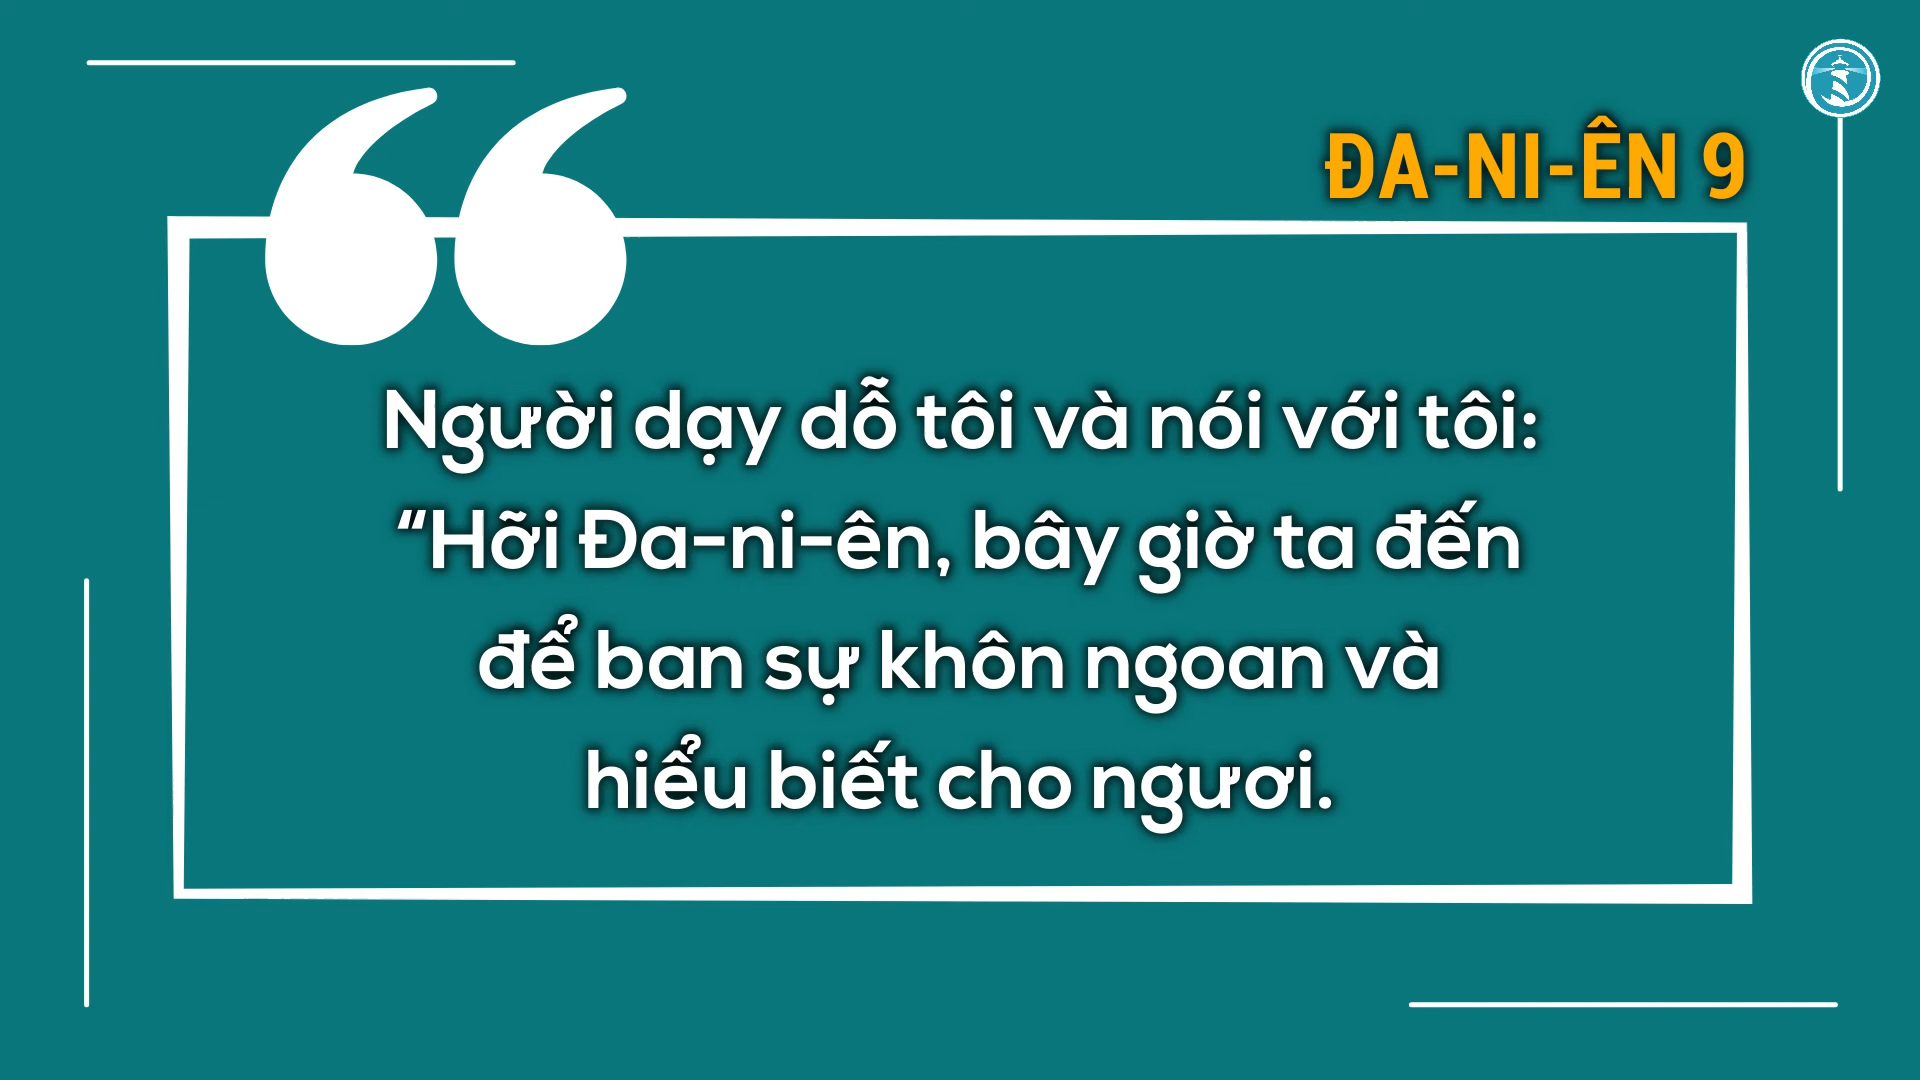 ĐA-NI-ÊN 9
Người dạy dỗ tôi và nói với tôi:
“Hỡi Đa-ni-ên, bây giờ ta đến
để ban sự khôn ngoan và
hiểu biết cho ngươi.